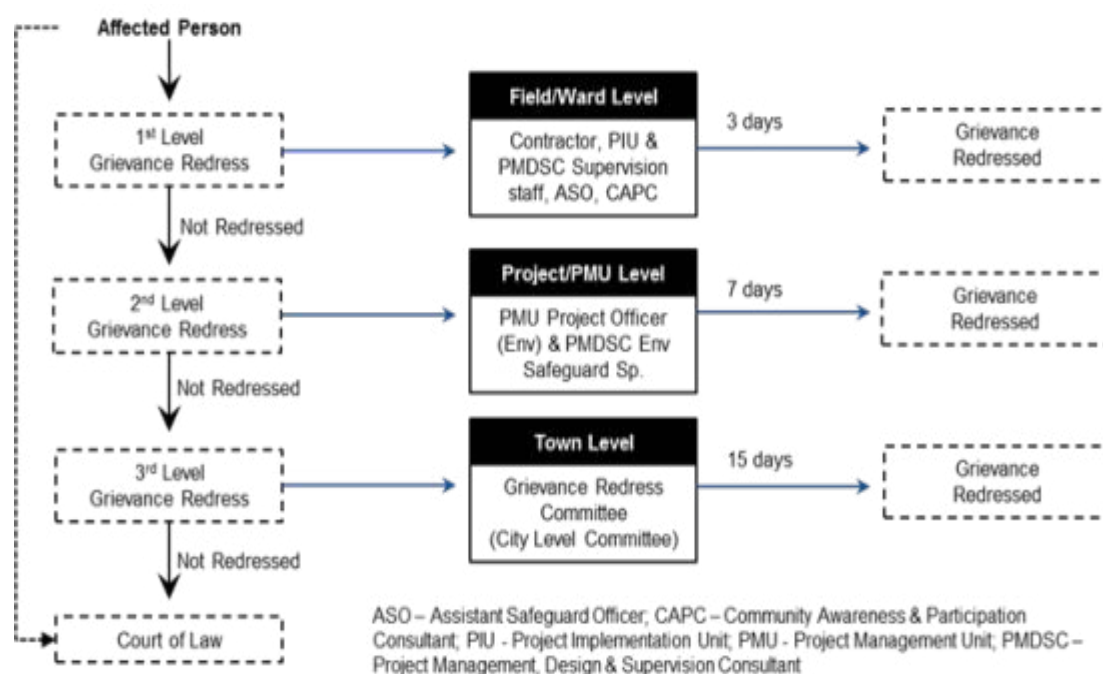 Affected Person
1st Level
Grievance Redress
Field/Ward Level
Contractor, PIU &
PMDSC Supervision
staff, ASO, CAPC
3 days
Grievance
Redressed
Not Redressed
2nd Level
Grievance Redress
Project/PMU Level
PMU Project Officer
(Env) & PMDSC Env
Safeguard Sp.
7 days
Grievance
Redressed
Not Redressed
3rd Level
Grievance Redress
Town Level
Grievance Redress
Committee
(City Level Committee)
15 days
Grievance
Redressed
Not Redressed
Court of Law
ASO – Assistant Safeguard Officer; CAPC – Community Awareness & Participation
Consultant; PIU - Project Implementation Unit; PMU - Project Management Unit; PMDSC –
Project Management, Design & Supervision Consultant